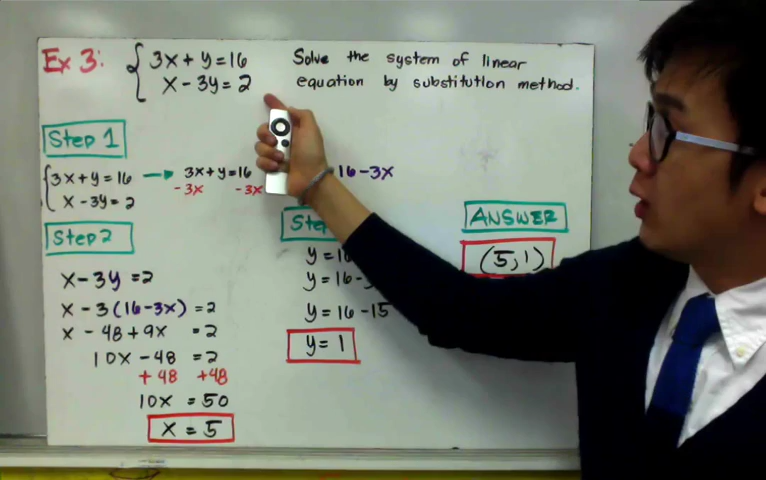 Ex 3: 3x + y = 16
x - 3y = 2
Solve the system of linear
equation by substitution method.
Step 1
3x + y = 16 → 3x + y = 16
-3x -3x
x - 3y = 2
16 - 3x
Step 2
x - 3y = 2
x - 3(16 - 3x) = 2
x - 48 + 9x = 2
10x - 48 = 2
+ 48 +48
10x = 50
x = 5
Ste
y = 16
y = 16 -
y = 16 - 15
y = 1
ANSWER
(5, 1)